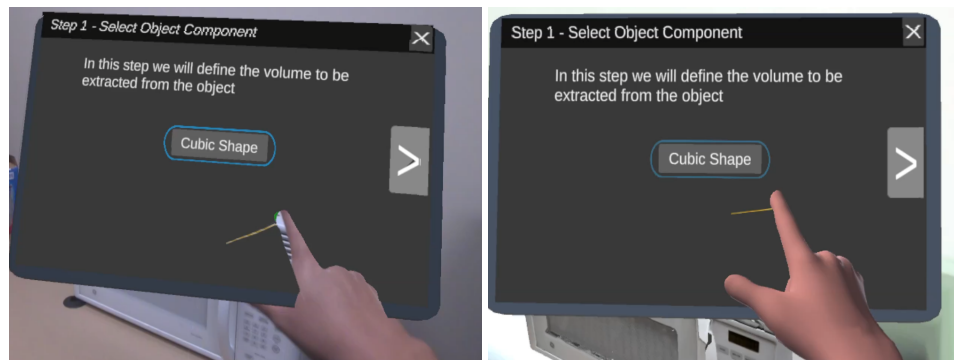 Step 1 - Select Object Component
X
In this step we will define the volume to be
extracted from the object
Cubic Shape
>
Step 1 - Select Object Component
X
In this step we will define the volume to be
extracted from the object
Cubic Shape
>